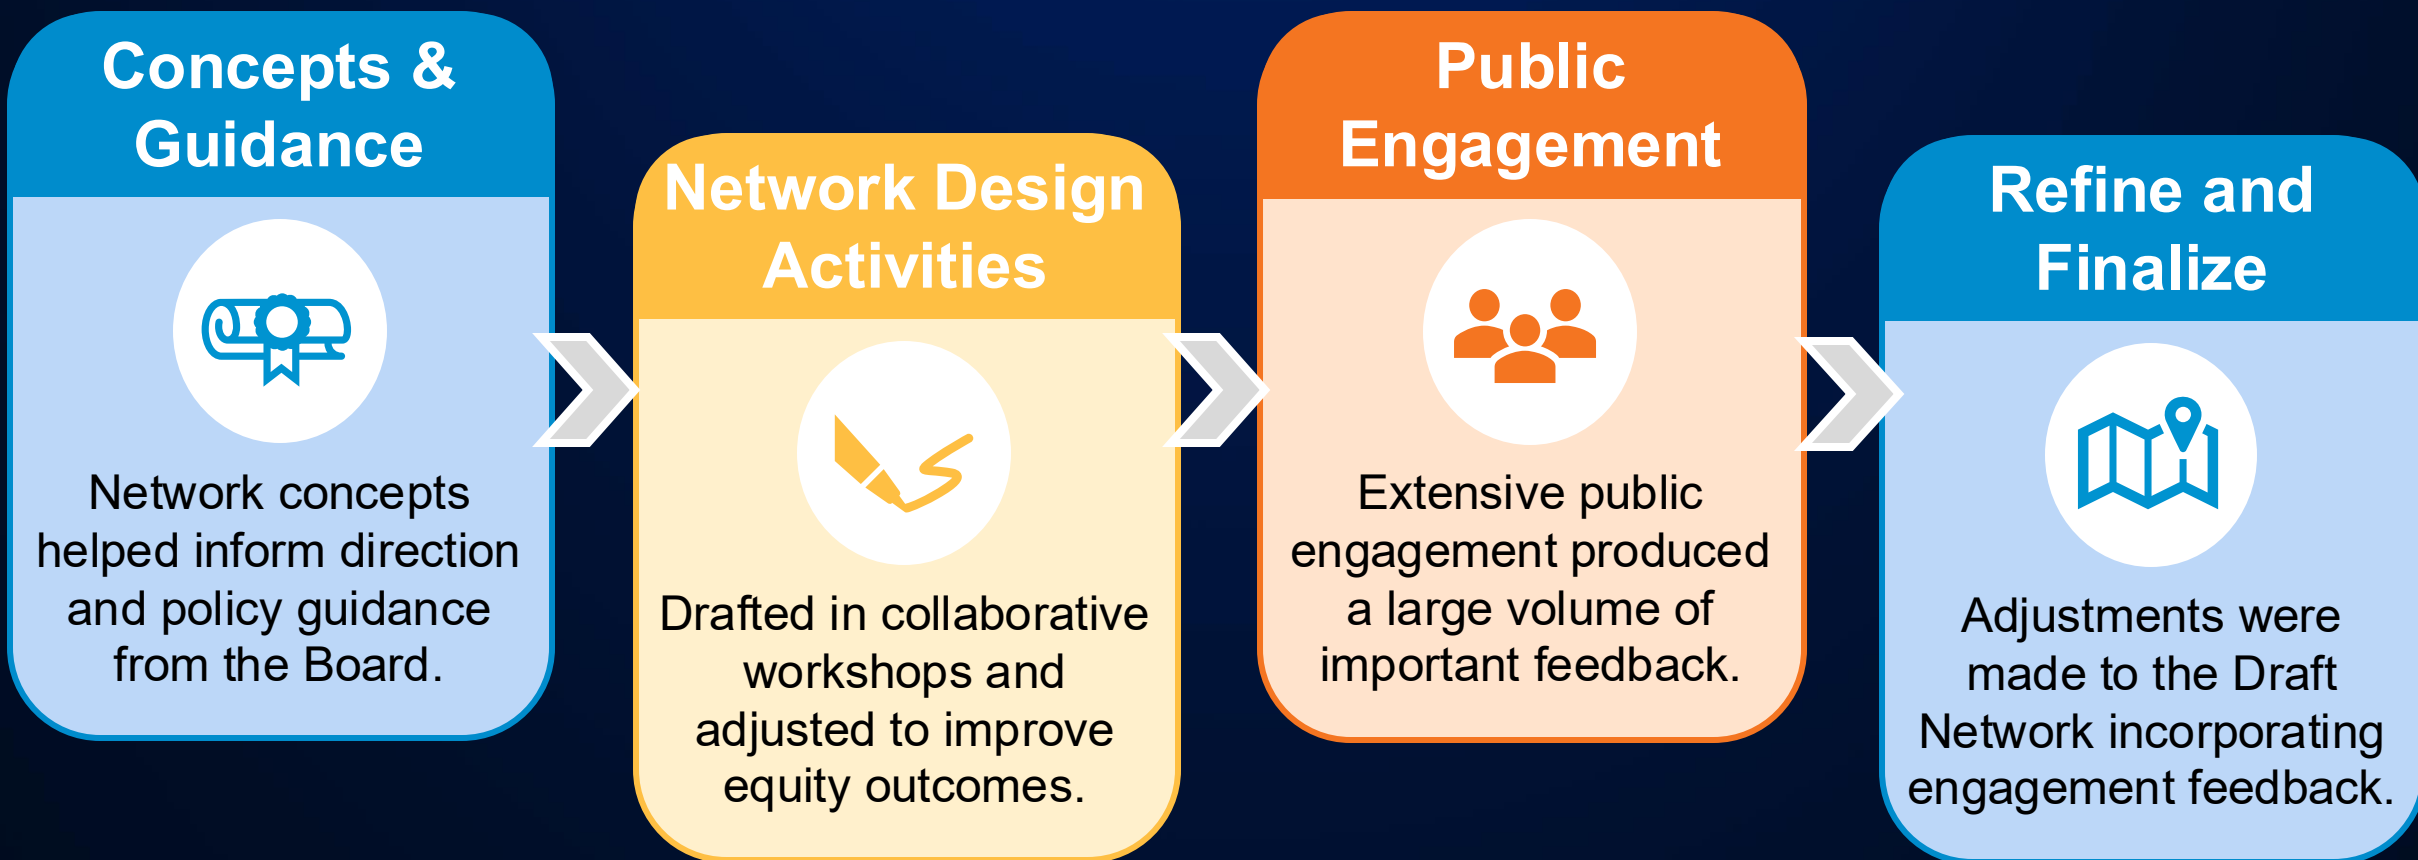 Concepts &
Guidance
Network concepts
helped inform direction
and policy guidance
from the Board.
Network Design
Activities
Drafted in collaborative
workshops and
adjusted to improve
equity outcomes.
Public
Engagement
Extensive public
engagement produced
a large volume of
important feedback.
Refine and
Finalize
Adjustments were
made to the Draft
Network incorporating
engagement feedback.